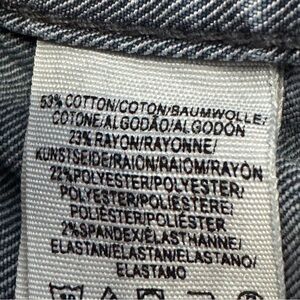 53% COTTON/COTON/BAUMWOLLE/
COTONE/ALGODÃO/ALGODÓN
23% RAYON/RAYONNE/
KUNSTSEIDE/RAION/RAIOM/RAYÓN
22%POLYESTER/POLYESTER/
POLYESTER/POLIESTERE/
POLIÉSTER/POLIÉSTER
2%SPANDEX/ÉLASTHANNE/
ELASTAN/ELASTAN/ELASTANO/
ELASTANO